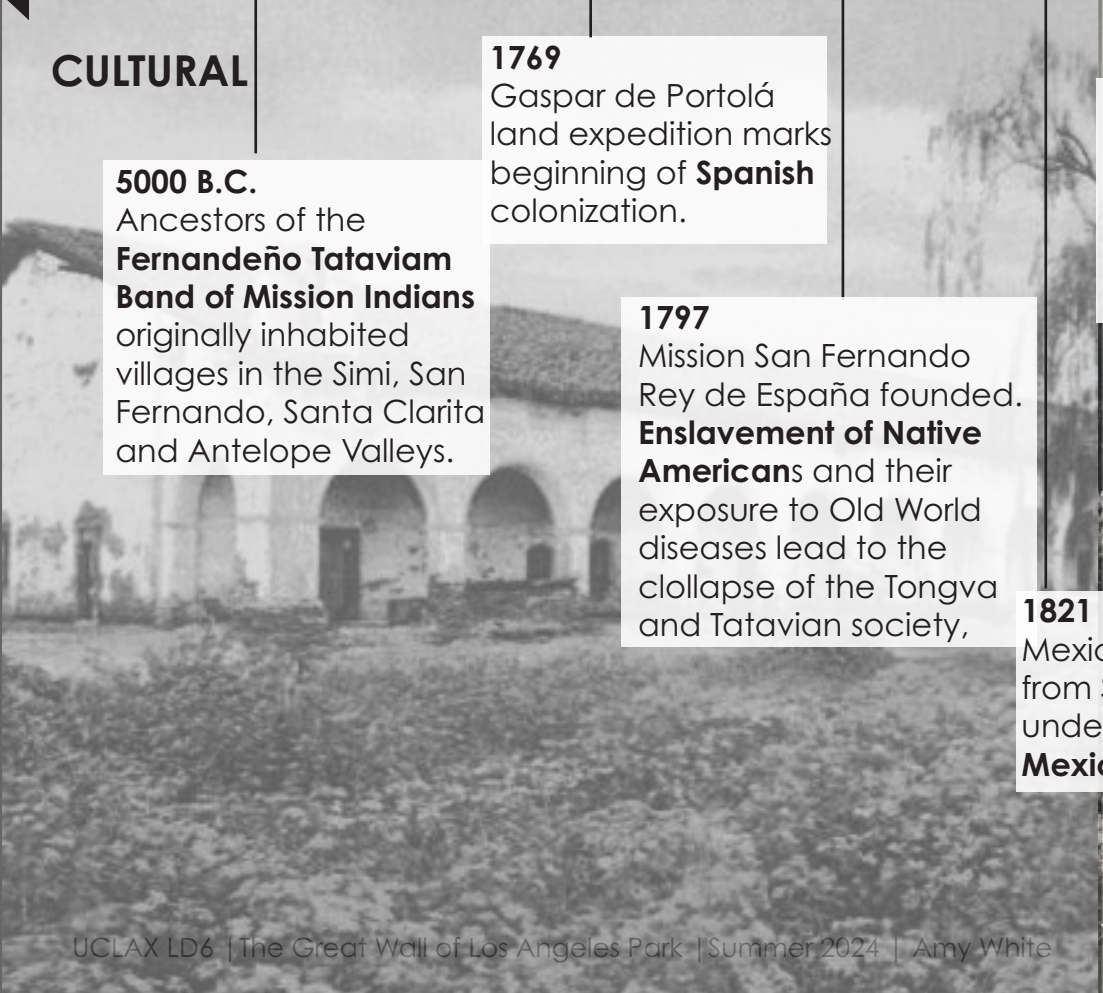 CULTURAL
5000 B.C.
Ancestors of the
Fernandeño Tataviam
Band of Mission Indians
originally inhabited
villages in the Simi, San
Fernando, Santa Clarita
and Antelope Valleys.
1769
Gaspar de Portolá
land expedition marks
beginning of Spanish
colonization.
1797
Mission San Fernando
Rey de España founded.
Enslavement of Native
Americans and their
exposure to Old World
diseases lead to the
clollapse of the Tongva
and Tatavian society,
1821
from
UCLAX LD6 | The Great Wall of Los Angeles Park | Summer 2024 | Amy White